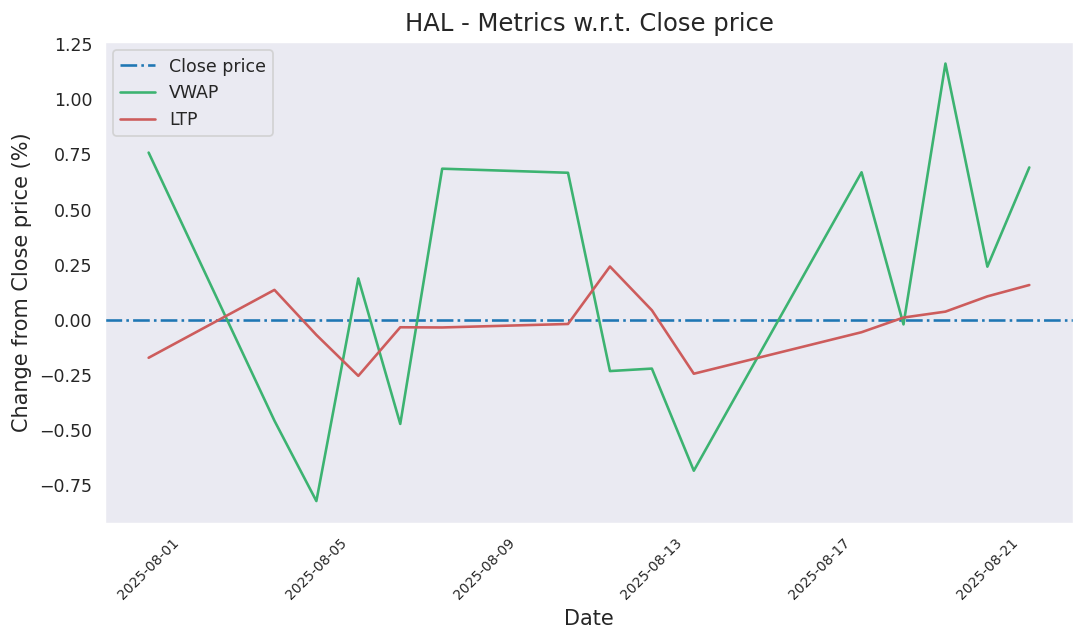 HAL - Metrics w.r.t. Close price
Close price
VWAP
LTP
Change from Close price (%)
1.25
1.00
0.75
0.50
0.25
0.00
−0.25
−0.50
−0.75
2025-08-01
2025-08-05
2025-08-09
2025-08-13
2025-08-17
2025-08-21
Date